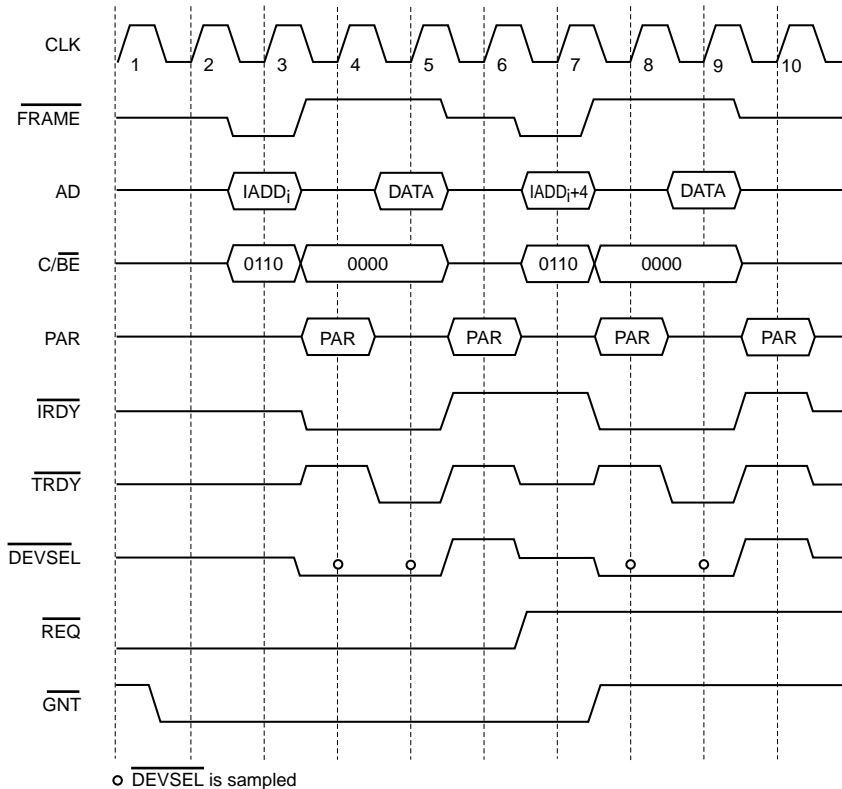 CLK
1 2 3 4 5 6 7 8 9 10
FRAME
AD IADDi DATA IADDi+4 DATA
C/BE 0110 0000 0110 0000
PAR PAR PAR PAR PAR
IRDY
TRDY
DEVSEL
REQ
GNT
DEVSEL is sampled